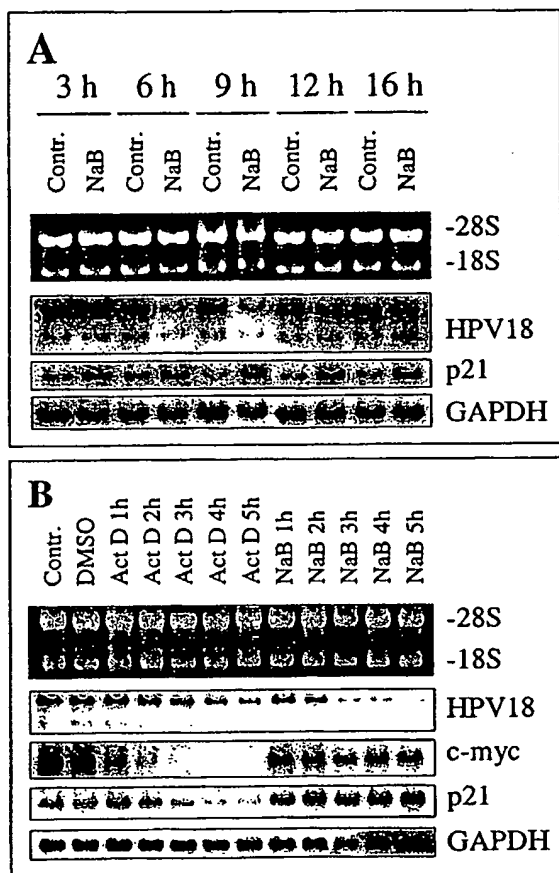 A
3 h 6 h 9 h 12 h 16 h
Contr. NaB Contr. NaB Contr. NaB Contr. NaB Contr. NaB
-28S
-18S
HPV18
p21
GAPDH
B
Contr. DMSO Act D 1h Act D 2h Act D 3h Act D 4h Act D 5h NaB 1h NaB 2h NaB 3h NaB 4h NaB 5h
-28S
-18S
HPV18
c-myc
p21
GAPDH